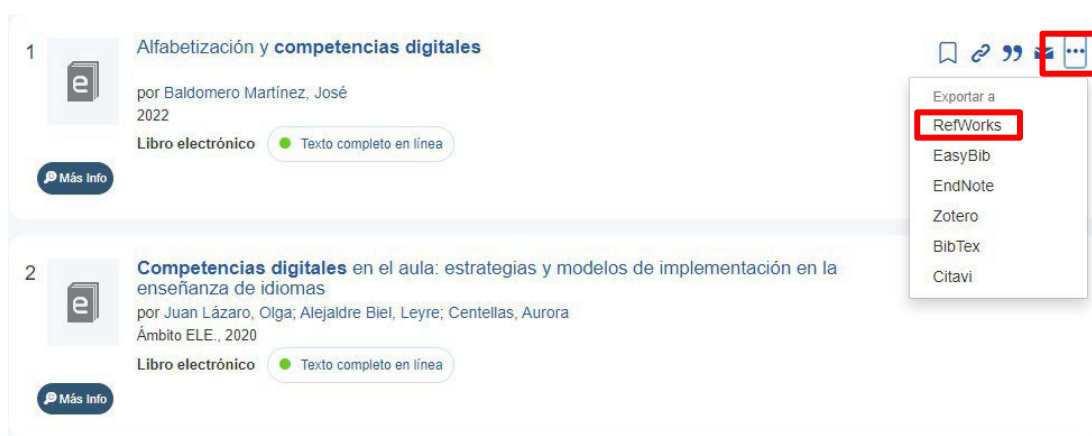 1
Alfabetización y competencias digitales
e
por Baldomero Martínez, José
2022
Libro electrónico Texto completo en línea
Más Info
Exportar a
RefWorks
EasyBib
EndNote
Zotero
BibTex
Citavi
2
Competencias digitales en el aula: estrategias y modelos de implementación en la
enseñanza de idiomas
e
por Juan Lázaro, Olga; Alejaldre Biel, Leyre; Centellas, Aurora
Ámbito ELE., 2020
Libro electrónico Texto completo en línea
Más Info